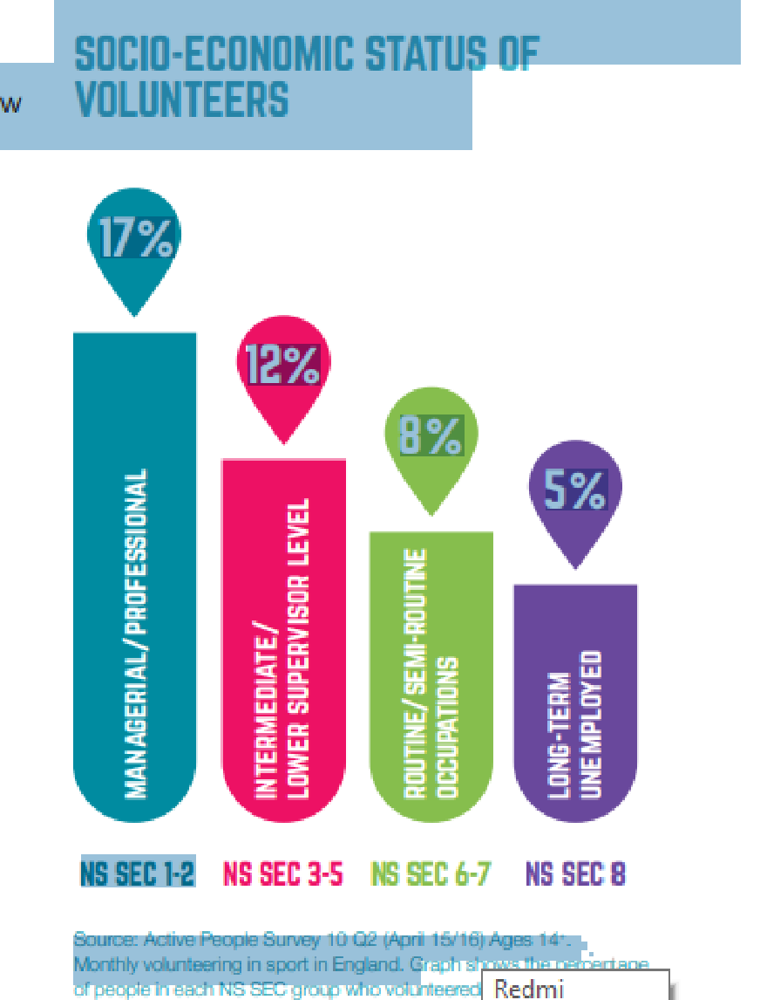 SOCIO-ECONOMIC STATUS OF
VOLUNTEERS
w
17%
12%
8%
5%
MANAGERIAL/PROFESSIONAL
INTERMEDIATE/
LOWER SUPERVISOR LEVEL
ROUTINE/SEMI-ROUTINE
OCCUPATIONS
LONG-TERM
UNEMPLOYED
NS SEC 1-2
NS SEC 3-5
NS SEC 6-7
NS SEC 8
Source: Active People Survey 10 Q2 (April 15/16) Ages 14+.
Monthly volunteering in sport in England. Graph shows the percentage
of people in each NS SEC group who volunteered
Redmi